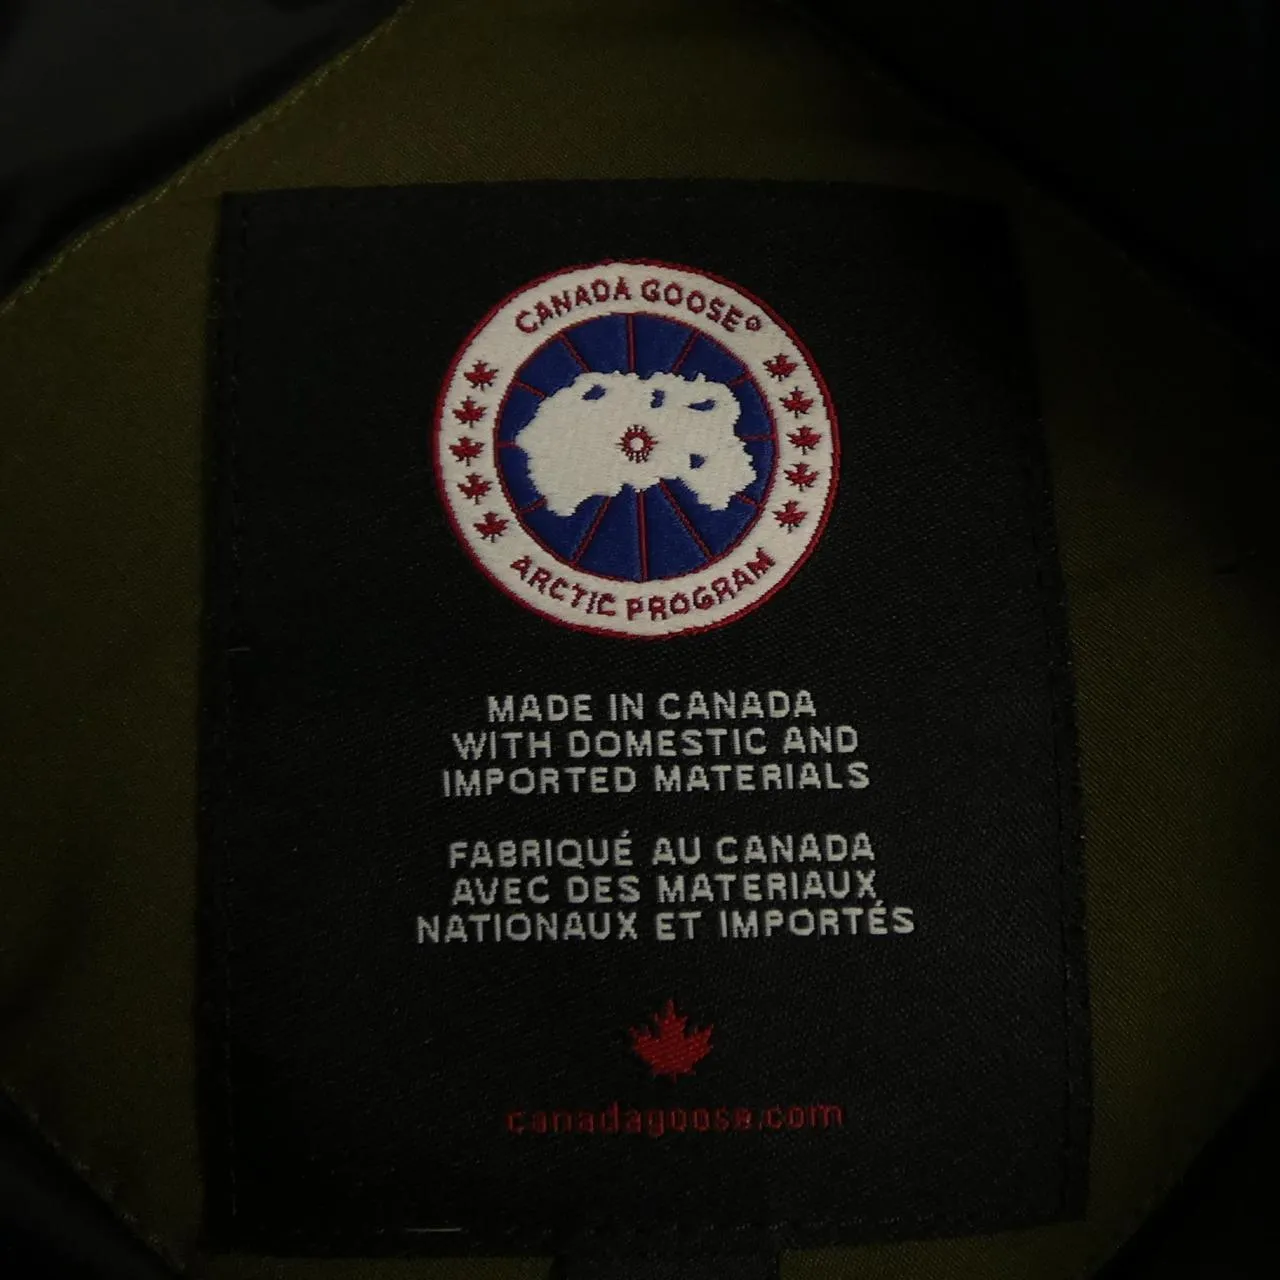 CANADA GOOSE®
ARCTIC PROGRAM
MADE IN CANADA
WITH DOMESTIC AND
IMPORTED MATERIALS
FABRIQUÉ AU CANADA
AVEC DES MATERIAUX
NATIONAUX ET IMPORTÉS
canadagoose.com